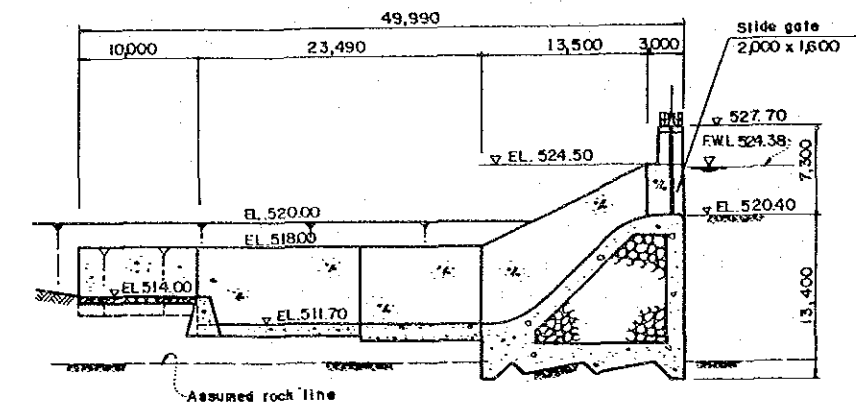 49,990
10,000
23,490
13,500
3,000
Slide gate
2,000 x 1,600
527.70
F.W.L 524.38
EL. 524.50
7,300
EL.520.40
EL.520.00
EL.518.00
EL 514.00
EL.511.70
13,400
Assumed rock line